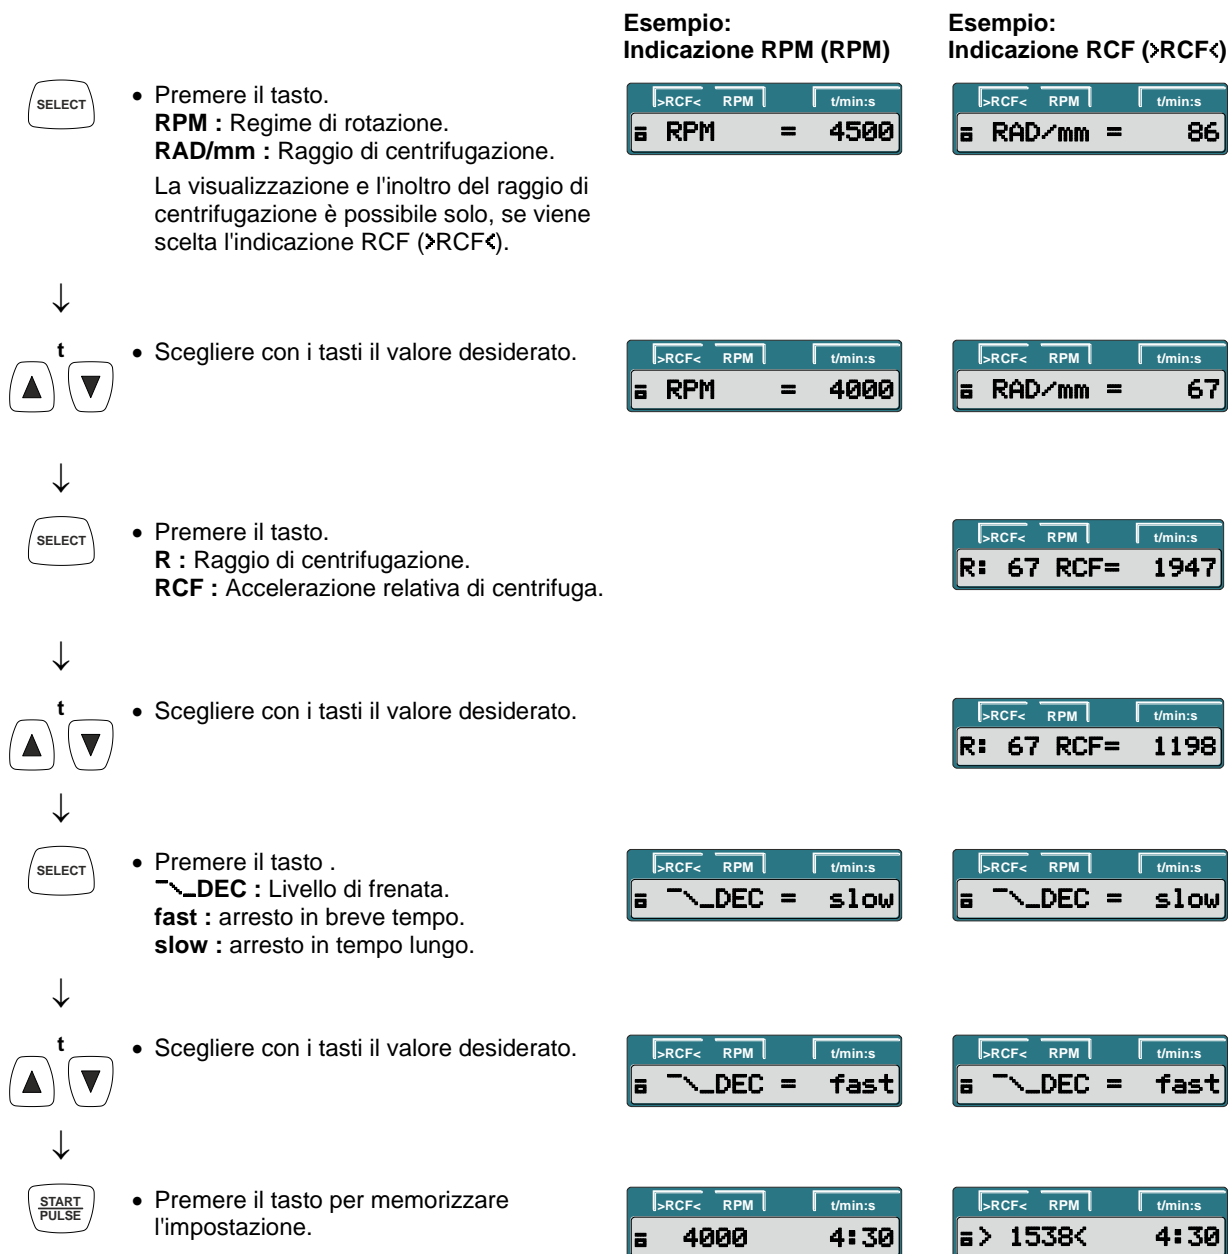 Esempio:
Indicazione RPM (RPM)
Esempio:
Indicazione RCF (>RCF<)
SELECT
• Premere il tasto.
RPM : Regime di rotazione.
RAD/mm : Raggio di centrifugazione.
La visualizzazione e l'inoltro del raggio di
centrifugazione è possibile solo, se viene
scelta l'indicazione RCF (>RCF<).
>RCF< RPM t/min:s
RPM = 4500
>RCF< RPM t/min:s
RAD/mm = 86
↓
t
▲ ▼
• Scegliere con i tasti il valore desiderato.
>RCF< RPM t/min:s
RPM = 4000
>RCF< RPM t/min:s
RAD/mm = 67
↓
SELECT
• Premere il tasto.
R : Raggio di centrifugazione.
RCF : Accelerazione relativa di centrifuga.
>RCF< RPM t/min:s
R: 67 RCF= 1947
↓
t
▲ ▼
• Scegliere con i tasti il valore desiderato.
>RCF< RPM t/min:s
R: 67 RCF= 1198
↓
SELECT
• Premere il tasto .
¯\_DEC : Livello di frenata.
fast : arresto in breve tempo.
slow : arresto in tempo lungo.
>RCF< RPM t/min:s
¯\_DEC = slow
>RCF< RPM t/min:s
¯\_DEC = slow
↓
t
▲ ▼
• Scegliere con i tasti il valore desiderato.
>RCF< RPM t/min:s
¯\_DEC = fast
>RCF< RPM t/min:s
¯\_DEC = fast
↓
START
PULSE
• Premere il tasto per memorizzare
l'impostazione.
>RCF< RPM t/min:s
4000 4:30
>RCF< RPM t/min:s
> 1538< 4:30